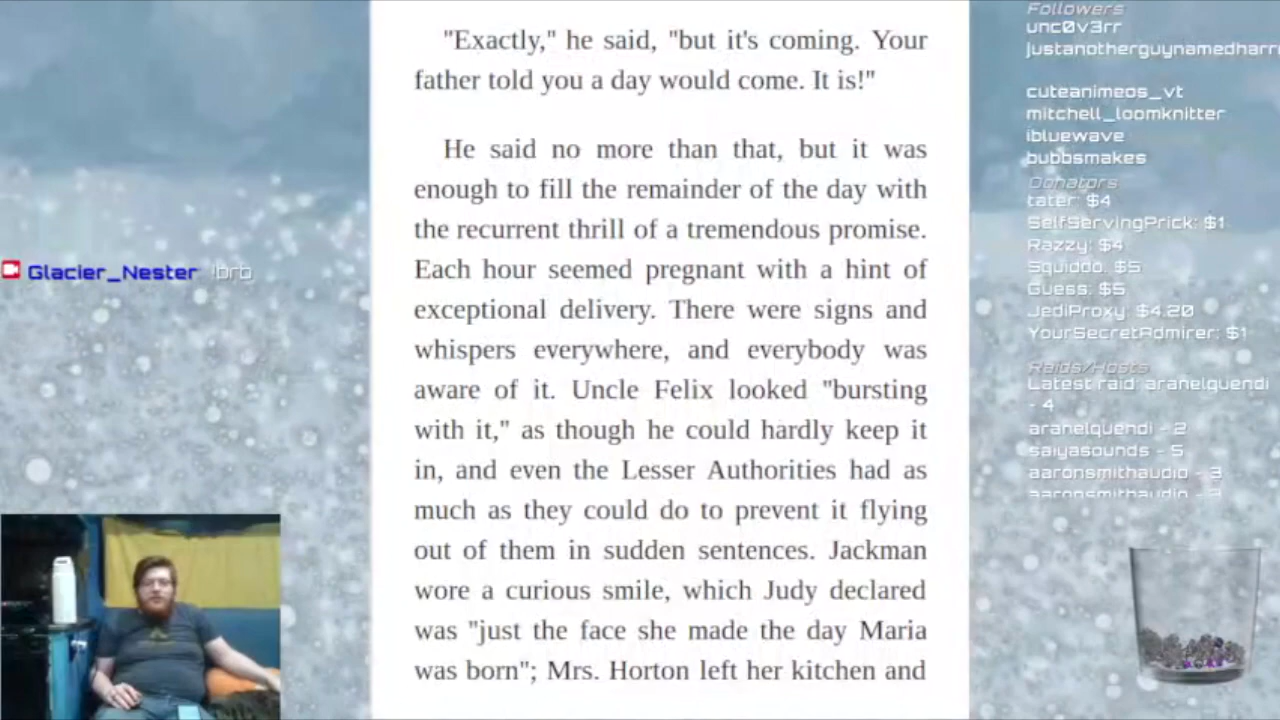 "Exactly," he said, "but it's coming. Your
father told you a day would come. It is!"
He said no more than that, but it was
enough to fill the remainder of the day with
the recurrent thrill of a tremendous promise.
Each hour seemed pregnant with a hint of
exceptional delivery. There were signs and
whispers everywhere, and everybody was
aware of it. Uncle Felix looked "bursting
with it," as though he could hardly keep it
in, and even the Lesser Authorities had as
much as they could do to prevent it flying
out of them in sudden sentences. Jackman
wore a curious smile, which Judy declared
was "just the face she made the day Maria
was born"; Mrs. Horton left her kitchen and
Glacier_Nester !brb
Followers
unc0v3rr
justanotherguynamedharr
cuteanimeos_vt
mitchell_loomknitter
ibluewave
bubbsmakes
Donators
tater: $4
SelfServingPrick: $1
Razzy: $4
Squiddo: $5
Guess: $5
JediProxy: $4.20
YourSecretAdmirer: $1
Raids/Hosts
Latest raid: aranelquendi
- 4
aranelquendi - 2
saiyasounds - 5
aaronsmithaudio - 3